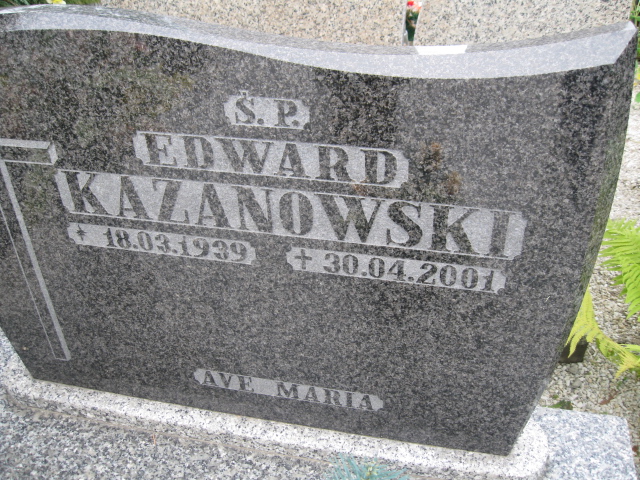 Ś.P.
EDWARD
KAZANOWSKI
* 18.03.1939 + 30.04.2001
AVE MARIA